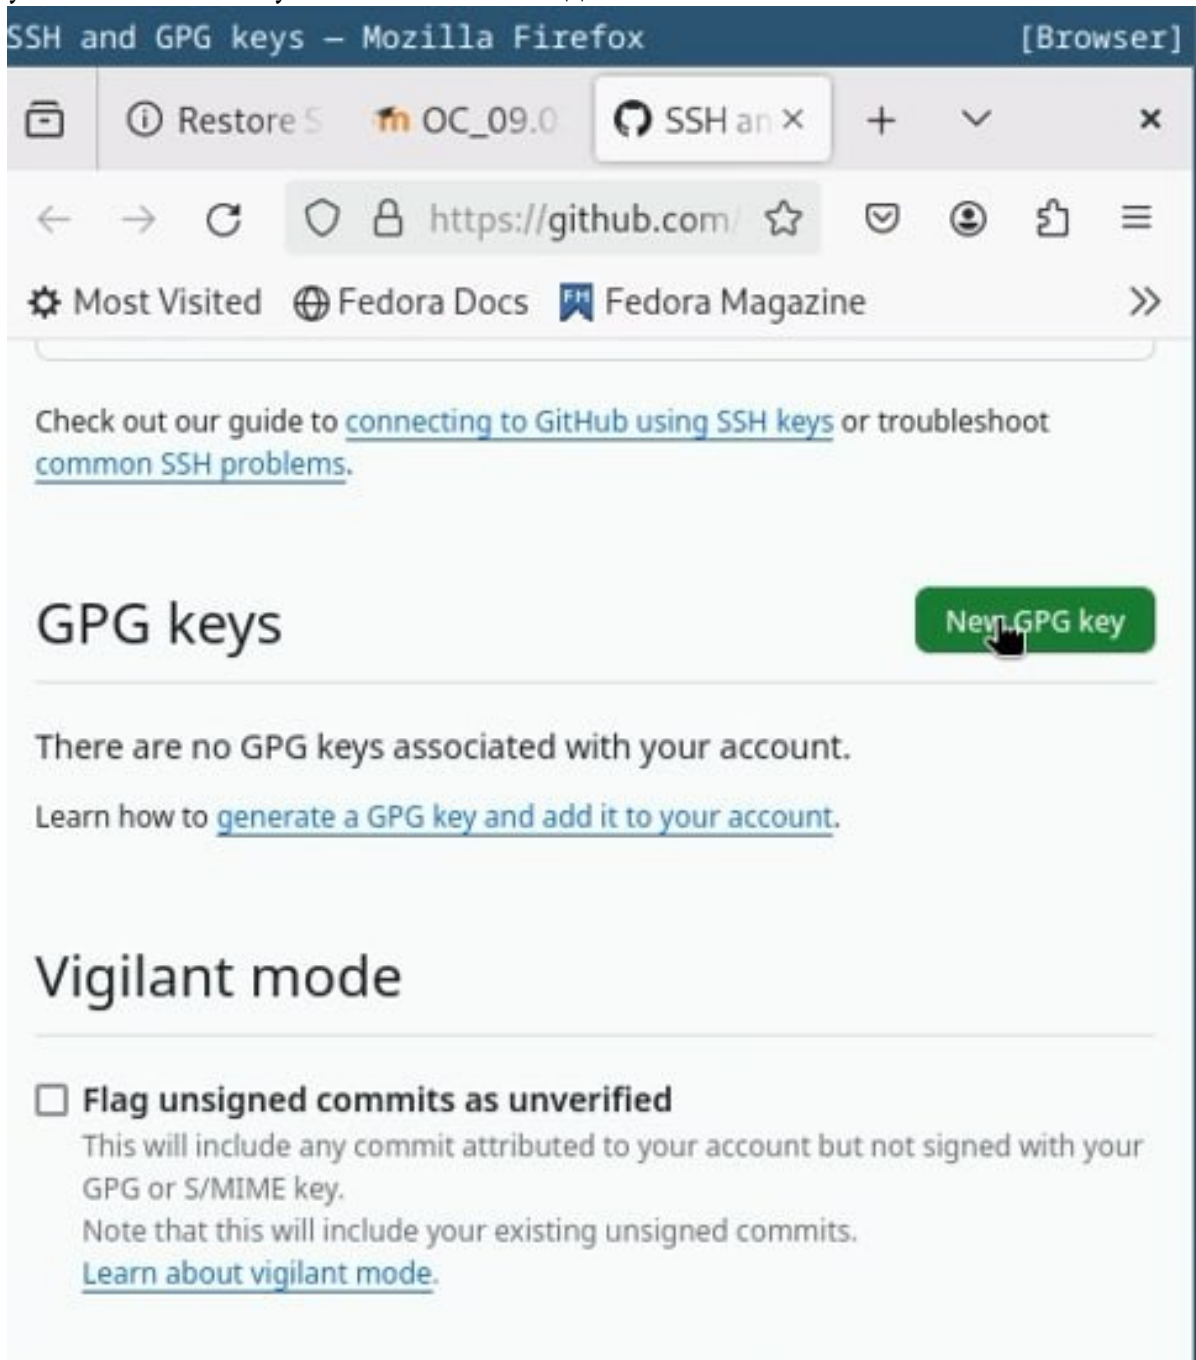 SSH and GPG keys — Mozilla Firefox [Browser]
Restore S OC_09.0 SSH an
https://github.com/
Most Visited Fedora Docs FM Fedora Magazine
Check out our guide to connecting to GitHub using SSH keys or troubleshoot
common SSH problems.
GPG keys New GPG key
There are no GPG keys associated with your account.
Learn how to generate a GPG key and add it to your account.
Vigilant mode
Flag unsigned commits as unverified
This will include any commit attributed to your account but not signed with your
GPG or S/MIME key.
Note that this will include your existing unsigned commits.
Learn about vigilant mode.